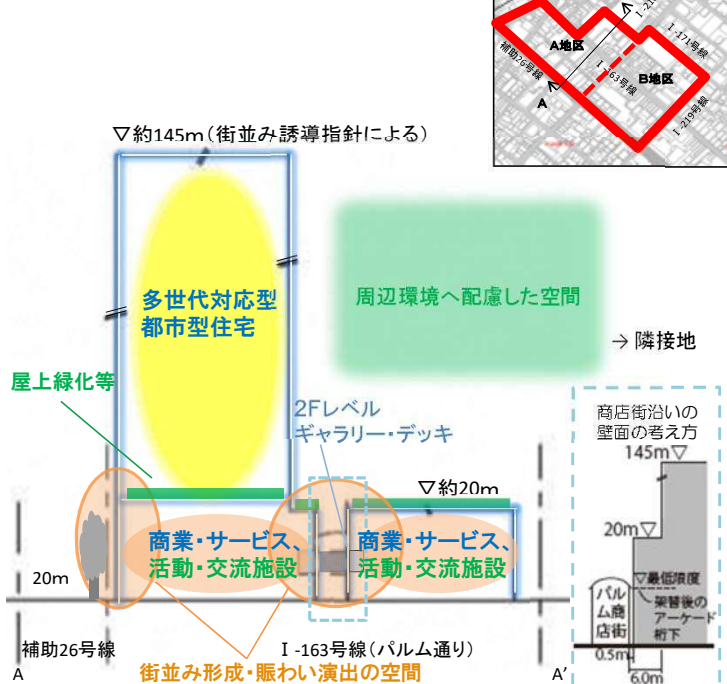 Ⅰ-21
A地区
Ⅰ-171号線
補助26号線
Ⅰ-163号線
B地区
A
Ⅰ-219号線
▽約145m(街並み誘導指針による)
多世代対応型
都市型住宅
周辺環境へ配慮した空間
→ 隣接地
屋上緑化等
2Fレベル
ギャラリー・デッキ
商店街沿いの
壁面の考え方
145m▽
▽約20m
20m▽
商業・サービス、
活動・交流施設
商業・サービス、
活動・交流施設
20m
▽最低限度
架替後の
アーケード
桁下
パル
ム商
店街
0.5m
6.0m
補助26号線
Ⅰ-163号線(パルム通り)
A
街並み形成・賑わい演出の空間
A'